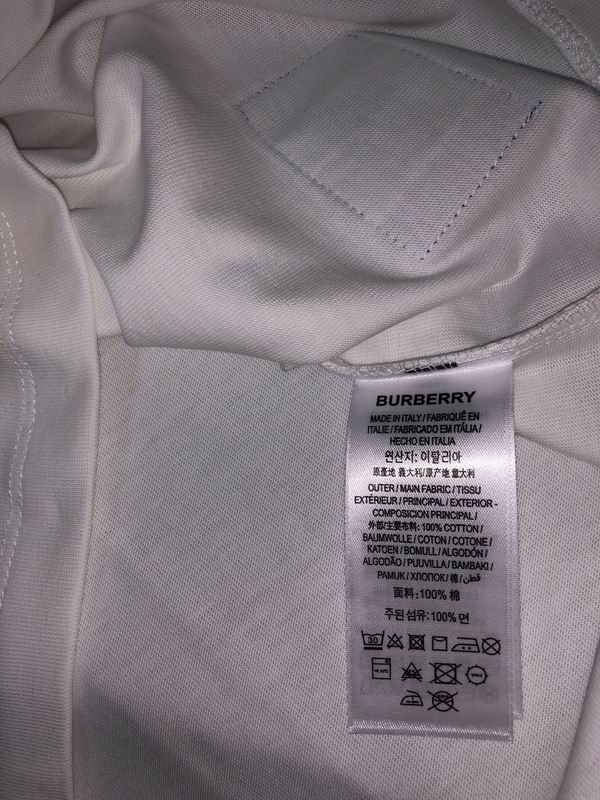 BURBERRY
MADE IN ITALY / FABRIQUÉ EN
ITALIE / FABRICADO EM ITÁLIA /
HECHO EN ITALIA
원산지: 이탈리아
原產地 義大利/原产地 意大利
OUTER / MAIN FABRIC / TISSU
EXTÉRIEUR / PRINCIPAL / EXTERIOR -
COMPOSICIÓN PRINCIPAL /
外部/主要布料: 100% COTTON /
BAUMWOLLE / COTON / COTONE /
KATOEN / BOMULL / ALGODÓN /
ALGODÃO / PUUVILLA / BAMBAKI /
PAMUK / ХЛОПОК / 棉 / قطن
面料:100% 棉
주된 섬유:100% 면
30